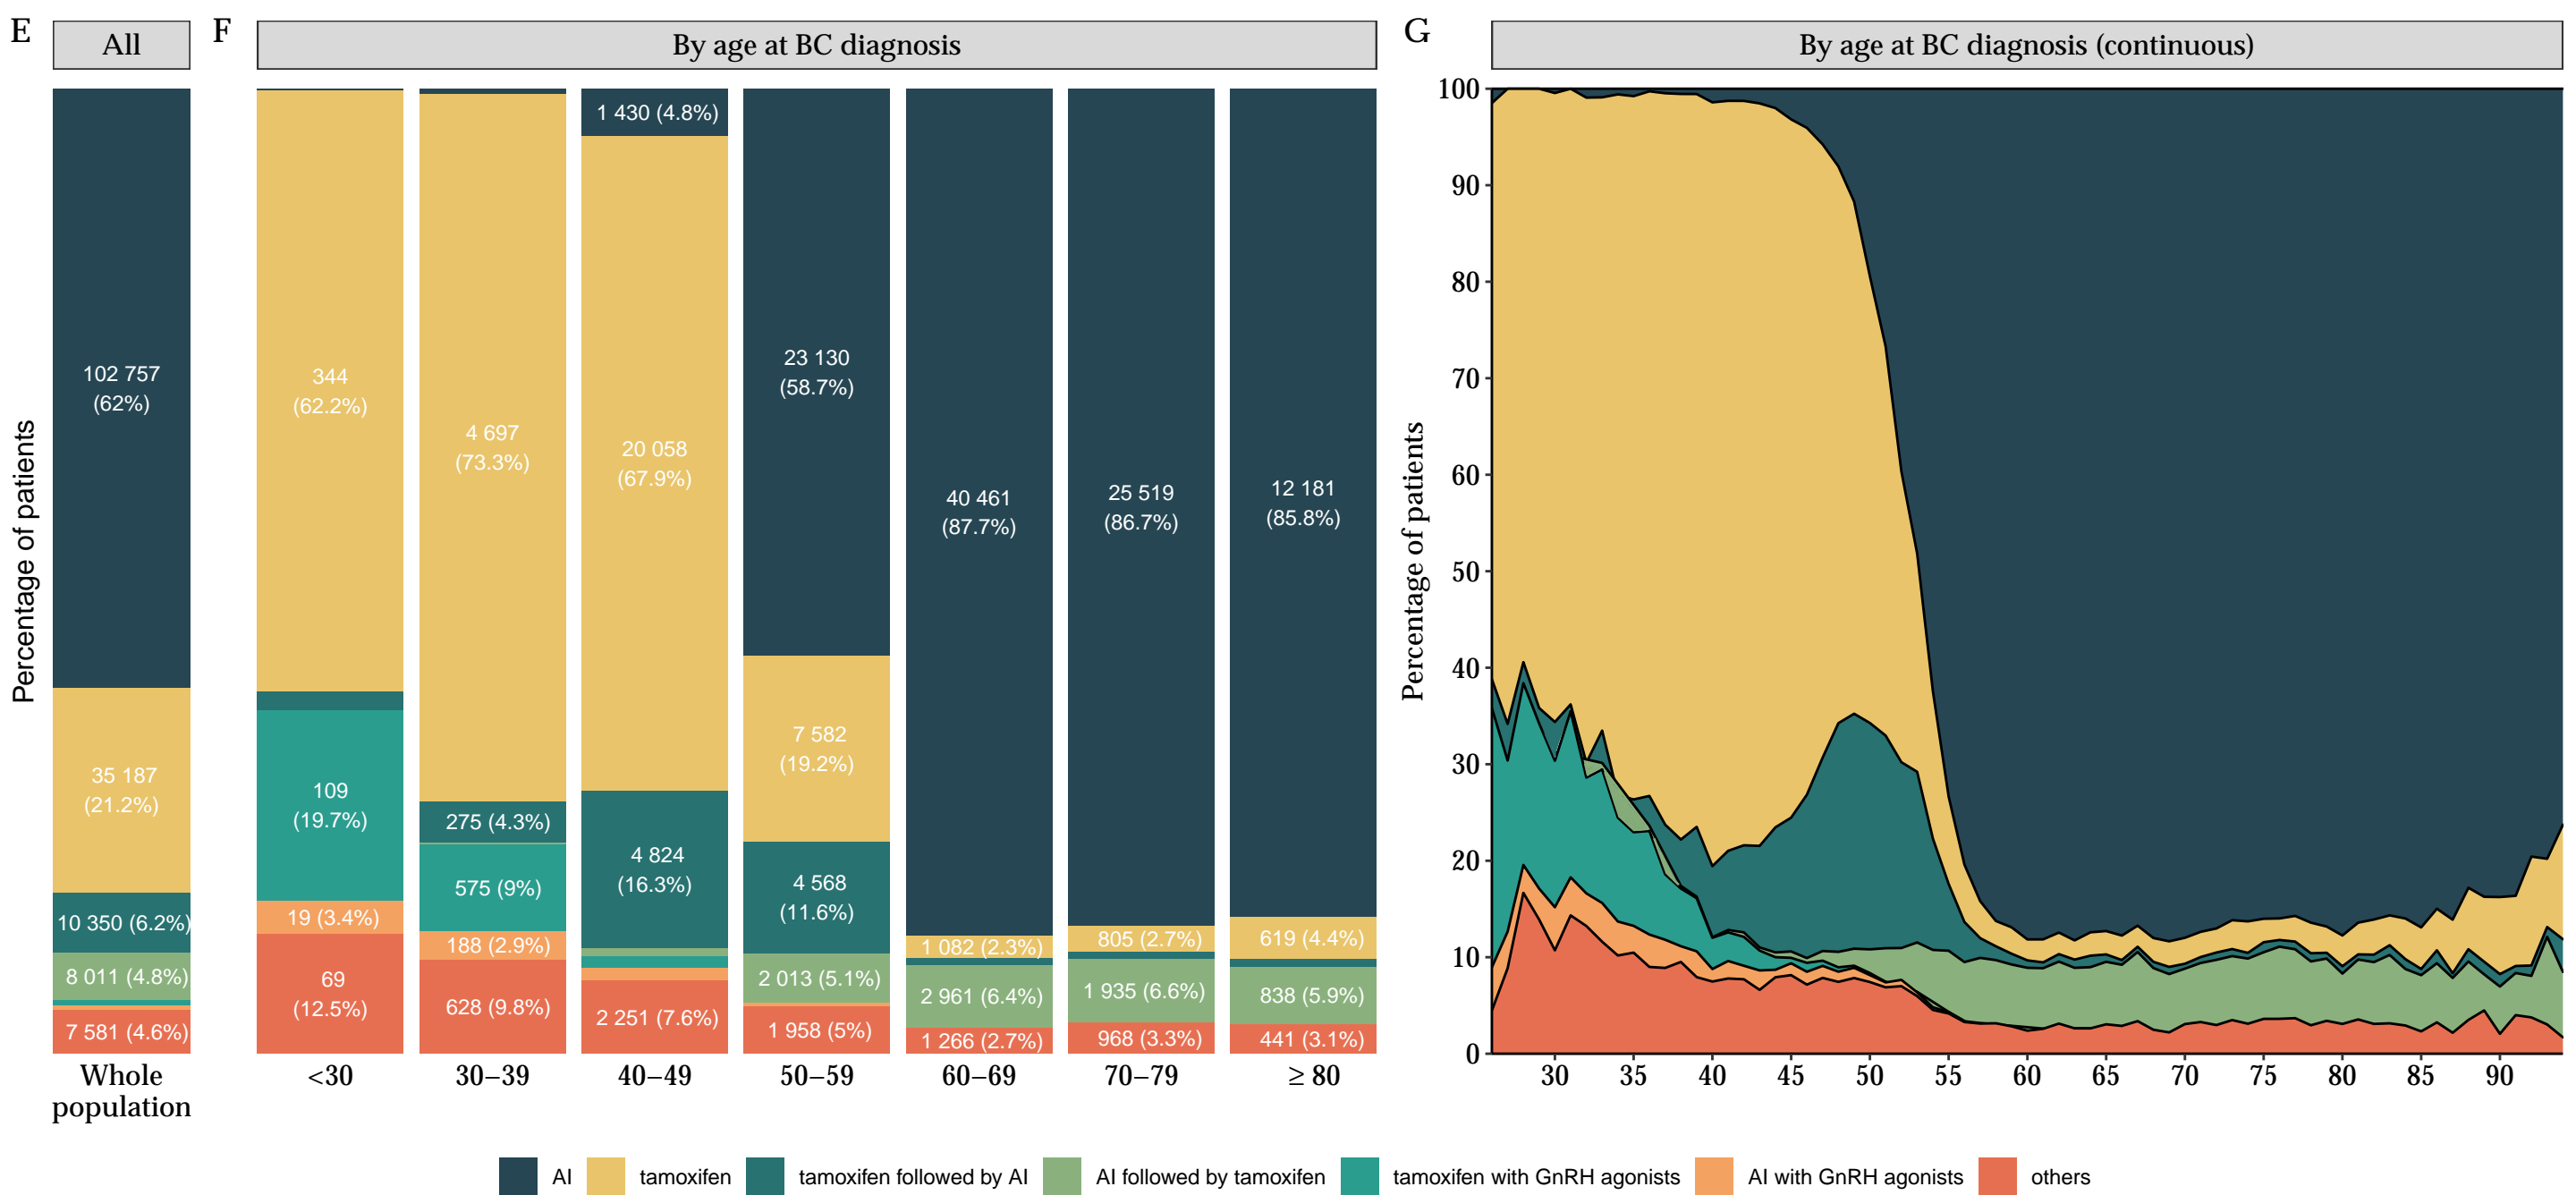 E
All
F
By age at BC diagnosis
G
By age at BC diagnosis (continuous)
Percentage of patients
102 757
(62%)
35 187
(21.2%)
10 350 (6.2%)
8 011 (4.8%)
7 581 (4.6%)
Whole
population
344
(62.2%)
109
(19.7%)
19 (3.4%)
69
(12.5%)
<30
4 697
(73.3%)
275 (4.3%)
575 (9%)
188 (2.9%)
628 (9.8%)
30–39
1 430 (4.8%)
20 058
(67.9%)
4 824
(16.3%)
2 251 (7.6%)
40–49
23 130
(58.7%)
7 582
(19.2%)
4 568
(11.6%)
2 013 (5.1%)
1 958 (5%)
50–59
40 461
(87.7%)
1 082 (2.3%)
2 961 (6.4%)
1 266 (2.7%)
60–69
25 519
(86.7%)
805 (2.7%)
1 935 (6.6%)
968 (3.3%)
70–79
12 181
(85.8%)
619 (4.4%)
838 (5.9%)
441 (3.1%)
≥ 80
Percentage of patients
100
90
80
70
60
50
40
30
20
10
0
30 35 40 45 50 55 60 65 70 75 80 85 90
AI tamoxifen tamoxifen followed by AI AI followed by tamoxifen tamoxifen with GnRH agonists AI with GnRH agonists others